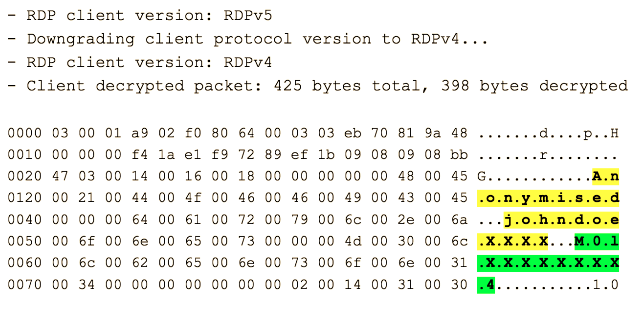 - RDP client version: RDPv5
- Downgrading client protocol version to RDPv4...
- RDP client version: RDPv4
- Client decrypted packet: 425 bytes total, 398 bytes decrypted
0000 03 00 01 a9 02 f0 80 64 00 03 03 eb 70 81 9a 48 .......d....p..H
0010 00 00 00 f4 1a e1 f9 72 89 ef 1b 09 08 09 08 bb .......r........
0020 47 03 00 14 00 16 00 18 00 00 00 00 00 48 00 45 G............An
0120 00 21 00 44 00 4f 00 46 00 46 00 49 00 43 00 45 .onymised
0040 00 00 00 64 00 61 00 72 00 79 00 6c 00 2e 00 6a ...johndoe
0050 00 6f 00 6e 00 65 00 73 00 00 00 4d 00 30 00 6c .X.X.X.X...M.0l
0060 00 6c 00 62 00 65 00 6e 00 73 00 6f 00 6e 00 31 .X.X.X.X.X.X.X.X
0070 00 34 00 00 00 00 00 00 00 02 00 14 00 31 00 30 .4...........1.0